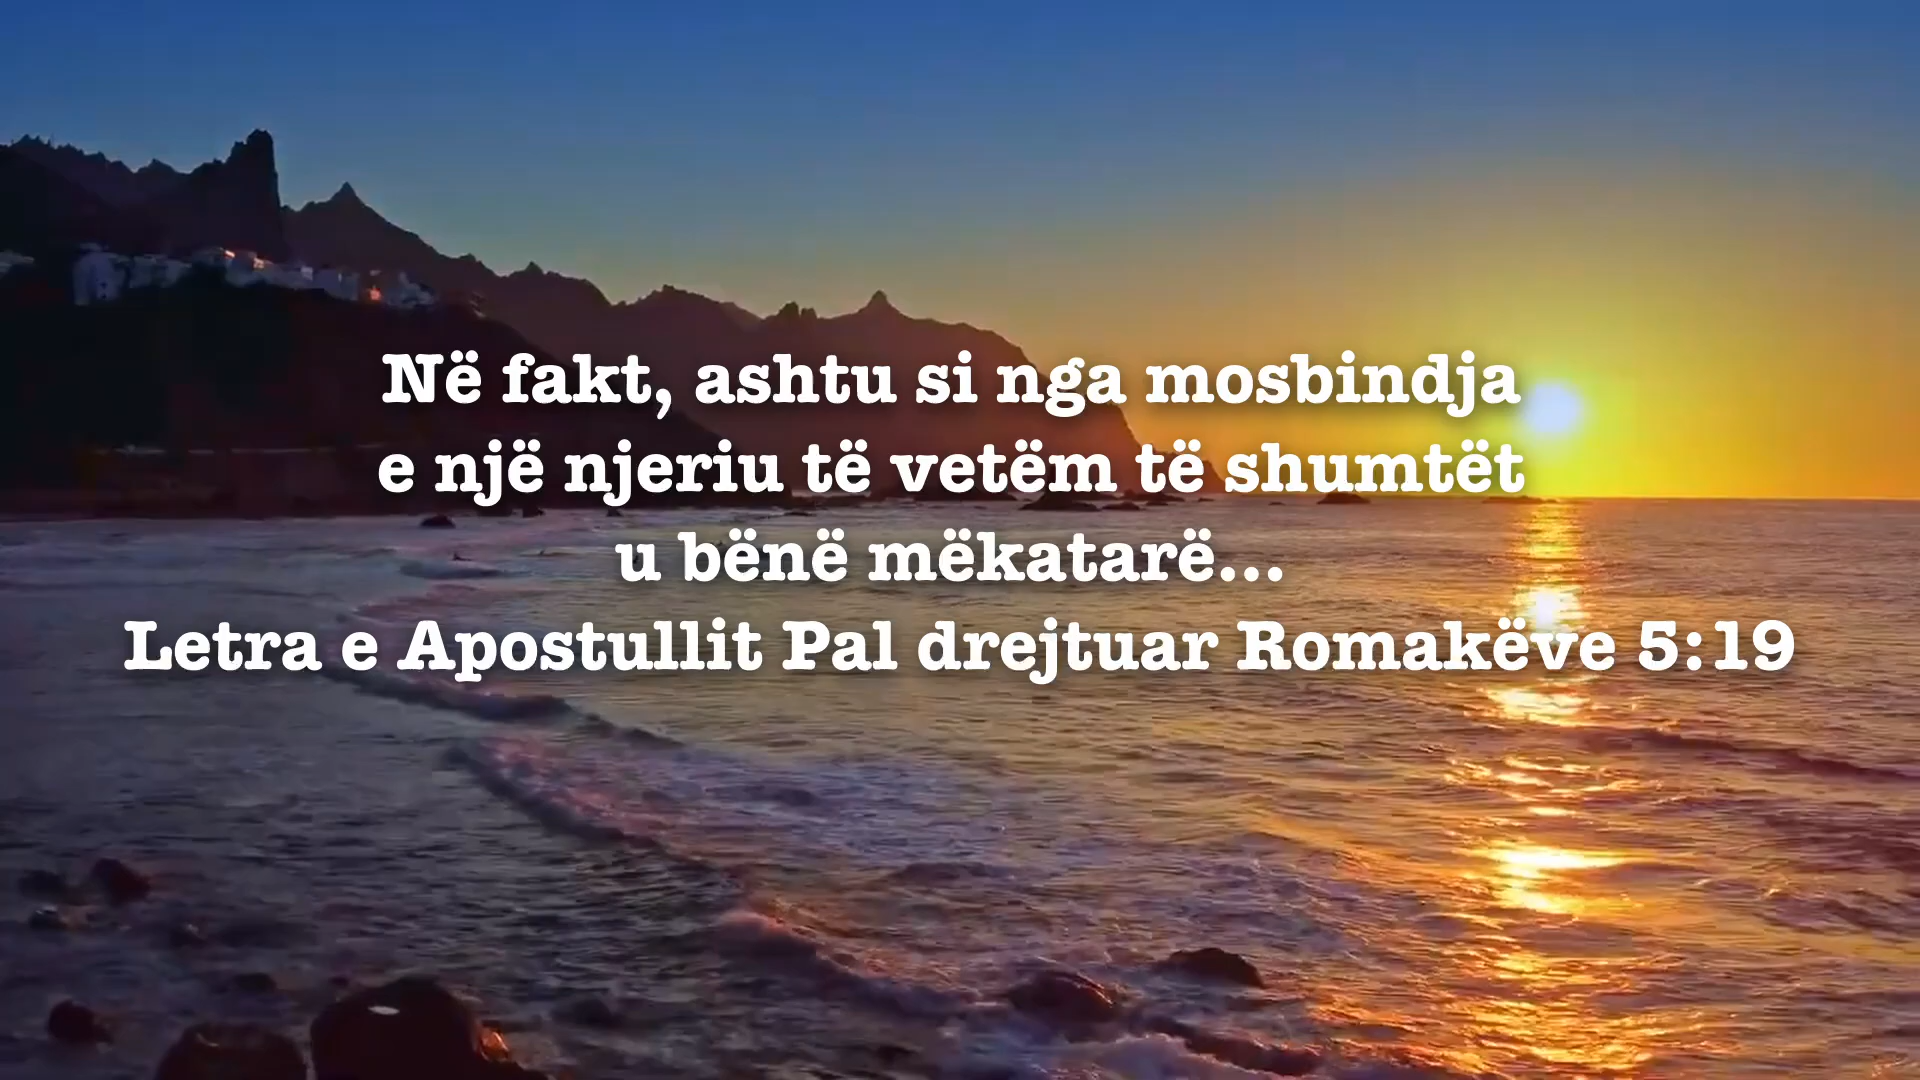 Në fakt, ashtu si nga mosbindja
e një njeriu të vetëm të shumtët
u bënë mëkatarë...
Letra e Apostullit Pal drejtuar Romakëve 5:19